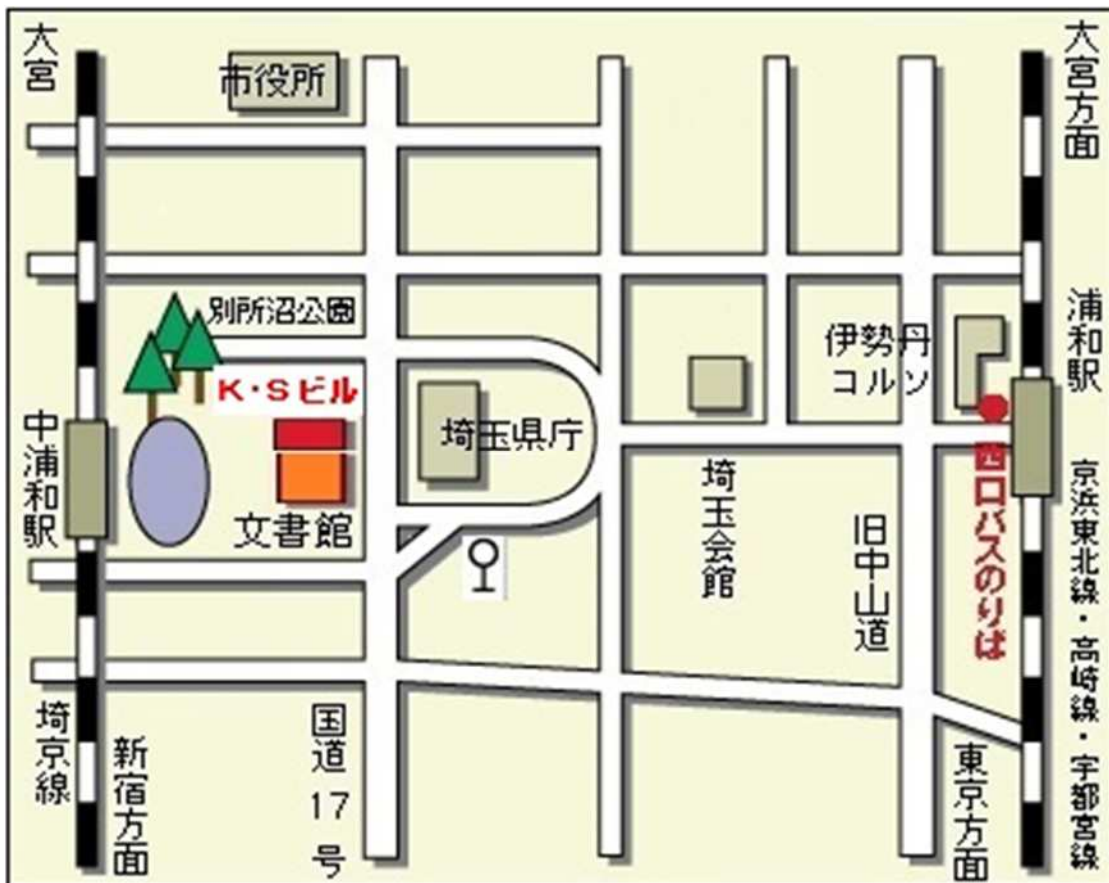 大宮
市役所
大宮方面
別所沼公園
K・Sビル
伊勢丹
コルソ
浦和駅
中浦和駅
埼玉県庁
文書館
埼玉会館
旧中山道
西口バスのりば
京浜東北線・高崎線・宇都宮線
埼京線
新宿方面
国道17号
東京方面